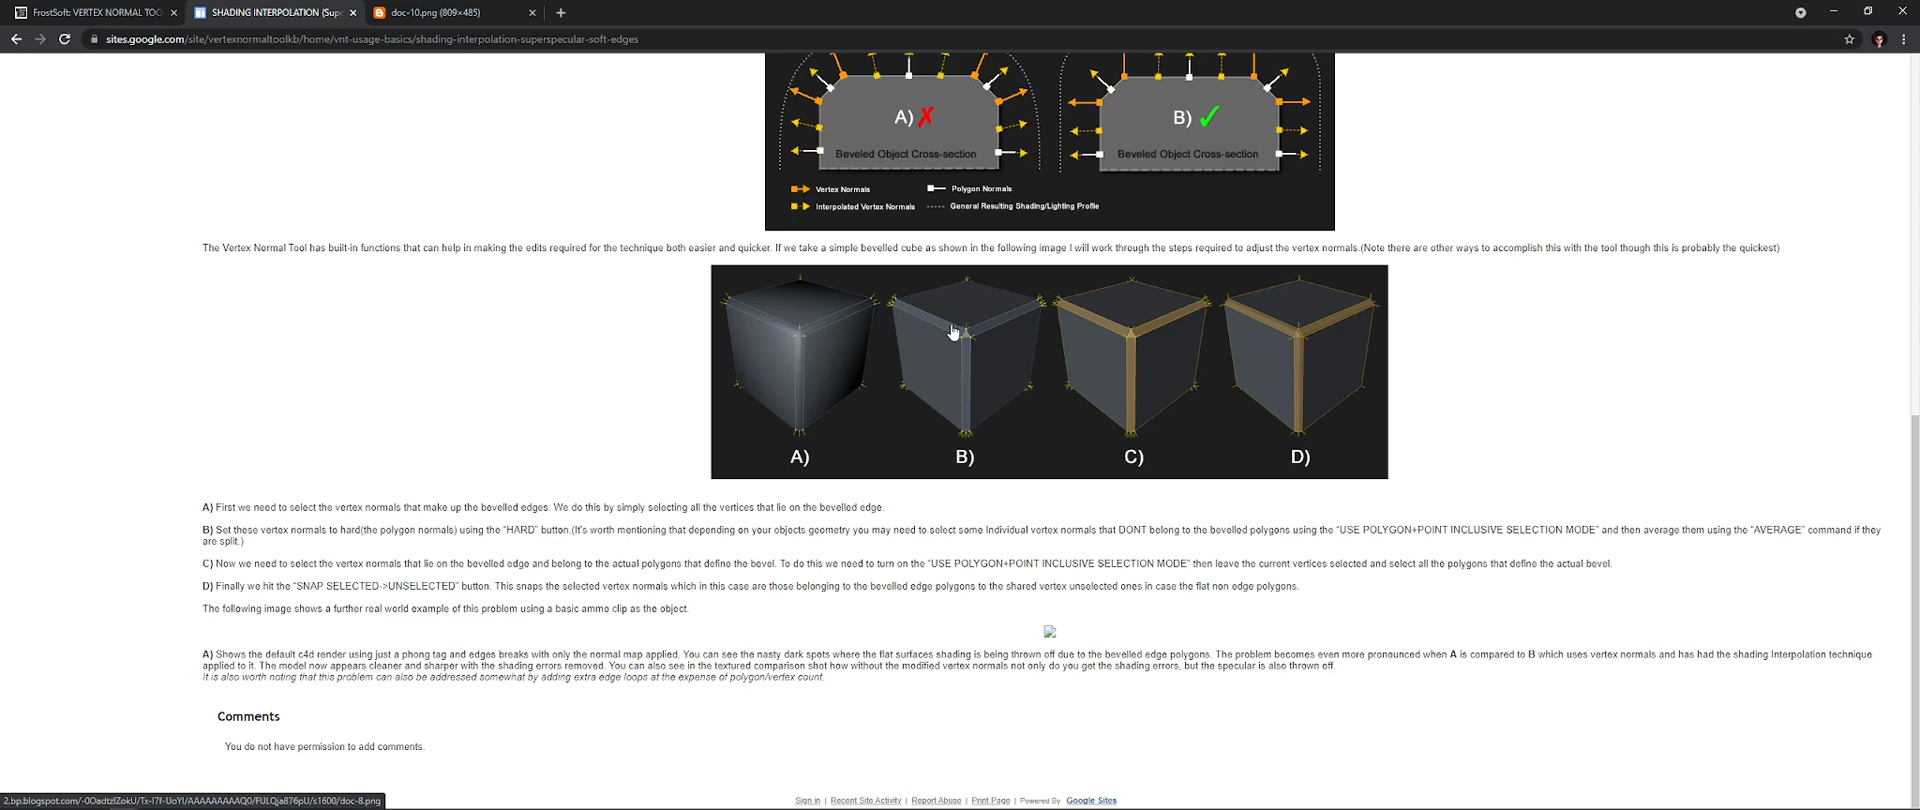 FrostSoft: VERTEX NORMAL TOO
SHADING INTERPOLATION (Supe
doc-10.png (809×485)
sites.google.com/site/vertexnormaltoolkb/home/vnt-usage-basics/shading-interpolation-superspecular-soft-edges
A) ✗
B) ✓
Beveled Object Cross-section
Beveled Object Cross-section
Vertex Normals
Polygon Normals
Interpolated Vertex Normals
General Resulting Shading/Lighting Profile
The Vertex Normal Tool has built-in functions that can help in making the edits required for the technique both easier and quicker. If we take a simple bevelled cube as shown in the following image I will work through the steps required to adjust the vertex normals.(Note there are other ways to accomplish this with the tool though this is probably the quickest)
A)
B)
C)
D)
A) First we need to select the vertex normals that make up the bevelled edges. We do this by simply selecting all the vertices that lie on the bevelled edge.
B) Set these vertex normals to hard(the polygon normals) using the "HARD" button.(It's worth mentioning that depending on your objects geometry you may need to select some Individual vertex normals that DONT belong to the bevelled polygons using the "USE POLYGON+POINT INCLUSIVE SELECTION MODE" and then average them using the "AVERAGE" command if they
are split.)
C) Now we need to select the vertex normals that lie on the bevelled edge and belong to the actual polygons that define the bevel. To do this we need to turn on the "USE POLYGON+POINT INCLUSIVE SELECTION MODE" then leave the current vertices selected and select all the polygons that define the actual bevel.
D) Finally we hit the "SNAP SELECTED->UNSELECTED" button. This snaps the selected vertex normals which in this case are those belonging to the bevelled edge polygons to the shared vertex unselected ones in case the flat non edge polygons.
The following image shows a further real world example of this problem using a basic ammo clip as the object.
A) Shows the default c4d render using just a phong tag and edges breaks with only the normal map applied. You can see the nasty dark spots where the flat surfaces shading is being thrown off due to the bevelled edge polygons. The problem becomes even more pronounced when A is compared to B which uses vertex normals and has had the shading Interpolation technique
applied to it. The model now appears cleaner and sharper with the shading errors removed. You can also see in the textured comparison shot how without the modified vertex normals not only do you get the shading errors, but the specular is also thrown off.
It is also worth noting that this problem can also be addressed somewhat by adding extra edge loops at the expense of polygon/vertex count.
Comments
You do not have permission to add comments.
Sign in | Recent Site Activity | Report Abuse | Print Page | Powered By Google Sites